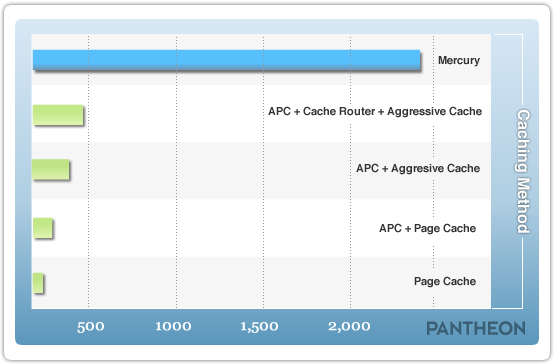 Mercury
APC + Cache Router + Aggressive Cache
APC + Aggresive Cache
APC + Page Cache
Page Cache
Caching Method
500 1000 1,500 2,000
PANTHEON